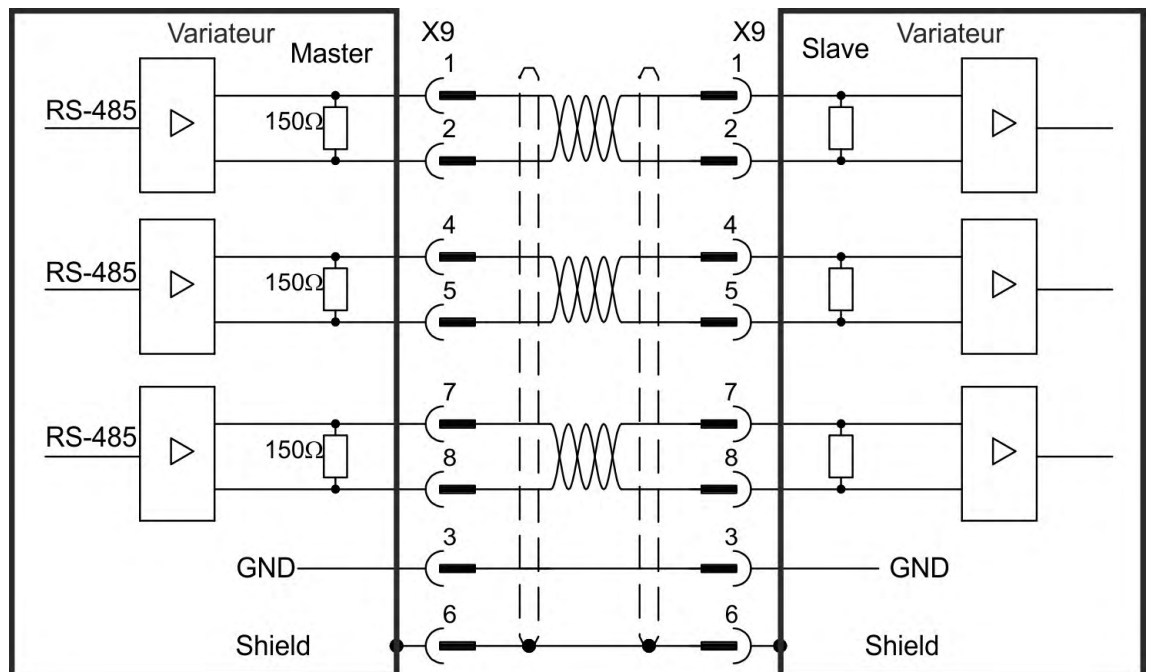 Variateur X9 X9 Variateur
Master Slave
1 1
RS-485 150Ω
2 2
4 4
RS-485 150Ω
5 5
7 7
RS-485 150Ω
8 8
3 3
GND GND
6 6
Shield Shield